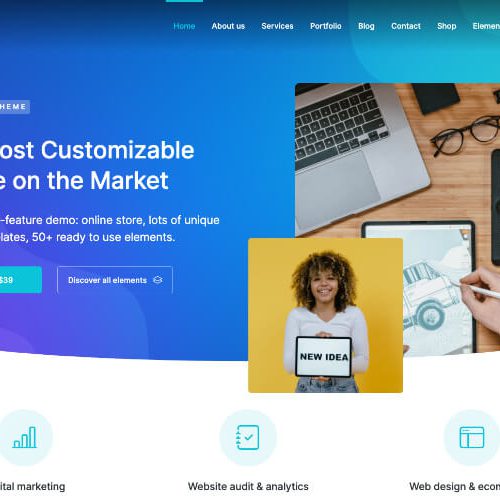 Home About us Services Portfolio Blog Contact Shop Elemen
HEME
ost Customizable
e on the Market
-feature demo: online store, lots of unique
lates, 50+ ready to use elements.
$39
Discover all elements
NEW IDEA
ital marketing
Website audit & analytics
Web design & econ